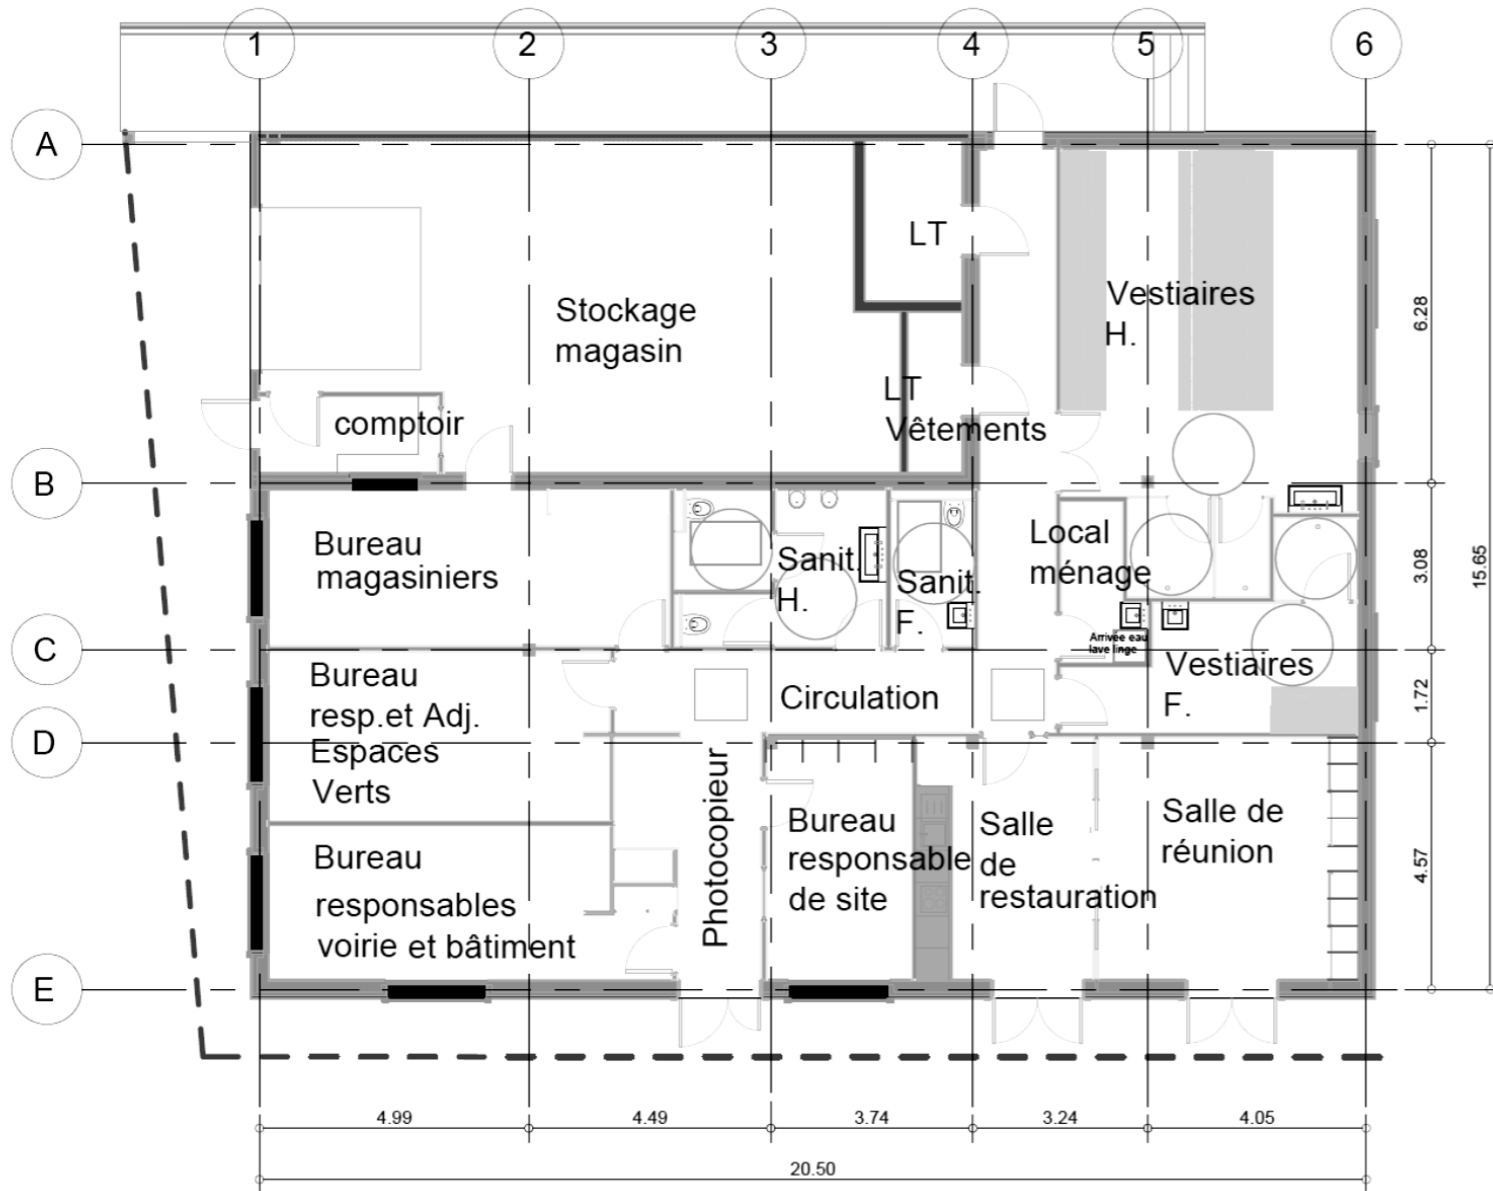 1 2 3 4 5 6
A
LT
Vestiaires
H.
Stockage
magasin
6.28
LT
Vêtements
comptoir
B
Bureau
magasiniers
Sanit.
H.
Sanit.
F.
Local
ménage
3.08
15.65
Arrivée eau
lave linge
C
Bureau
resp.et Adj.
Espaces
Verts
Circulation
Vestiaires
F.
1.72
D
Photocopieur
Bureau
responsable
de site
Salle
de
restauration
Salle de
réunion
4.57
Bureau
responsables
voirie et bâtiment
E
4.99 4.49 3.74 3.24 4.05
20.50